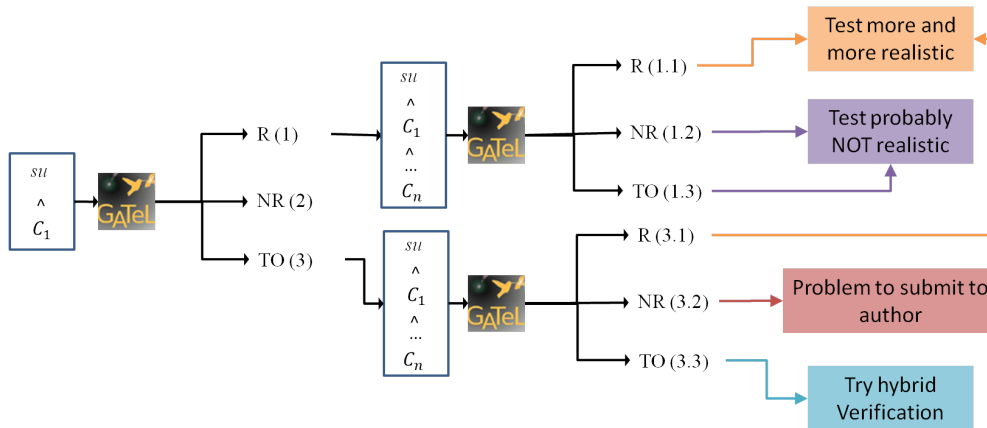 su
^
C1
GATeL
R (1)
NR (2)
TO (3)
su
^
C1
^
...
Cn
GATeL
R (1.1)
NR (1.2)
TO (1.3)
Test more and
more realistic
Test probably
NOT realistic
su
^
C1
^
...
Cn
GATeL
R (3.1)
NR (3.2)
TO (3.3)
Problem to submit to
author
Try hybrid
Verification